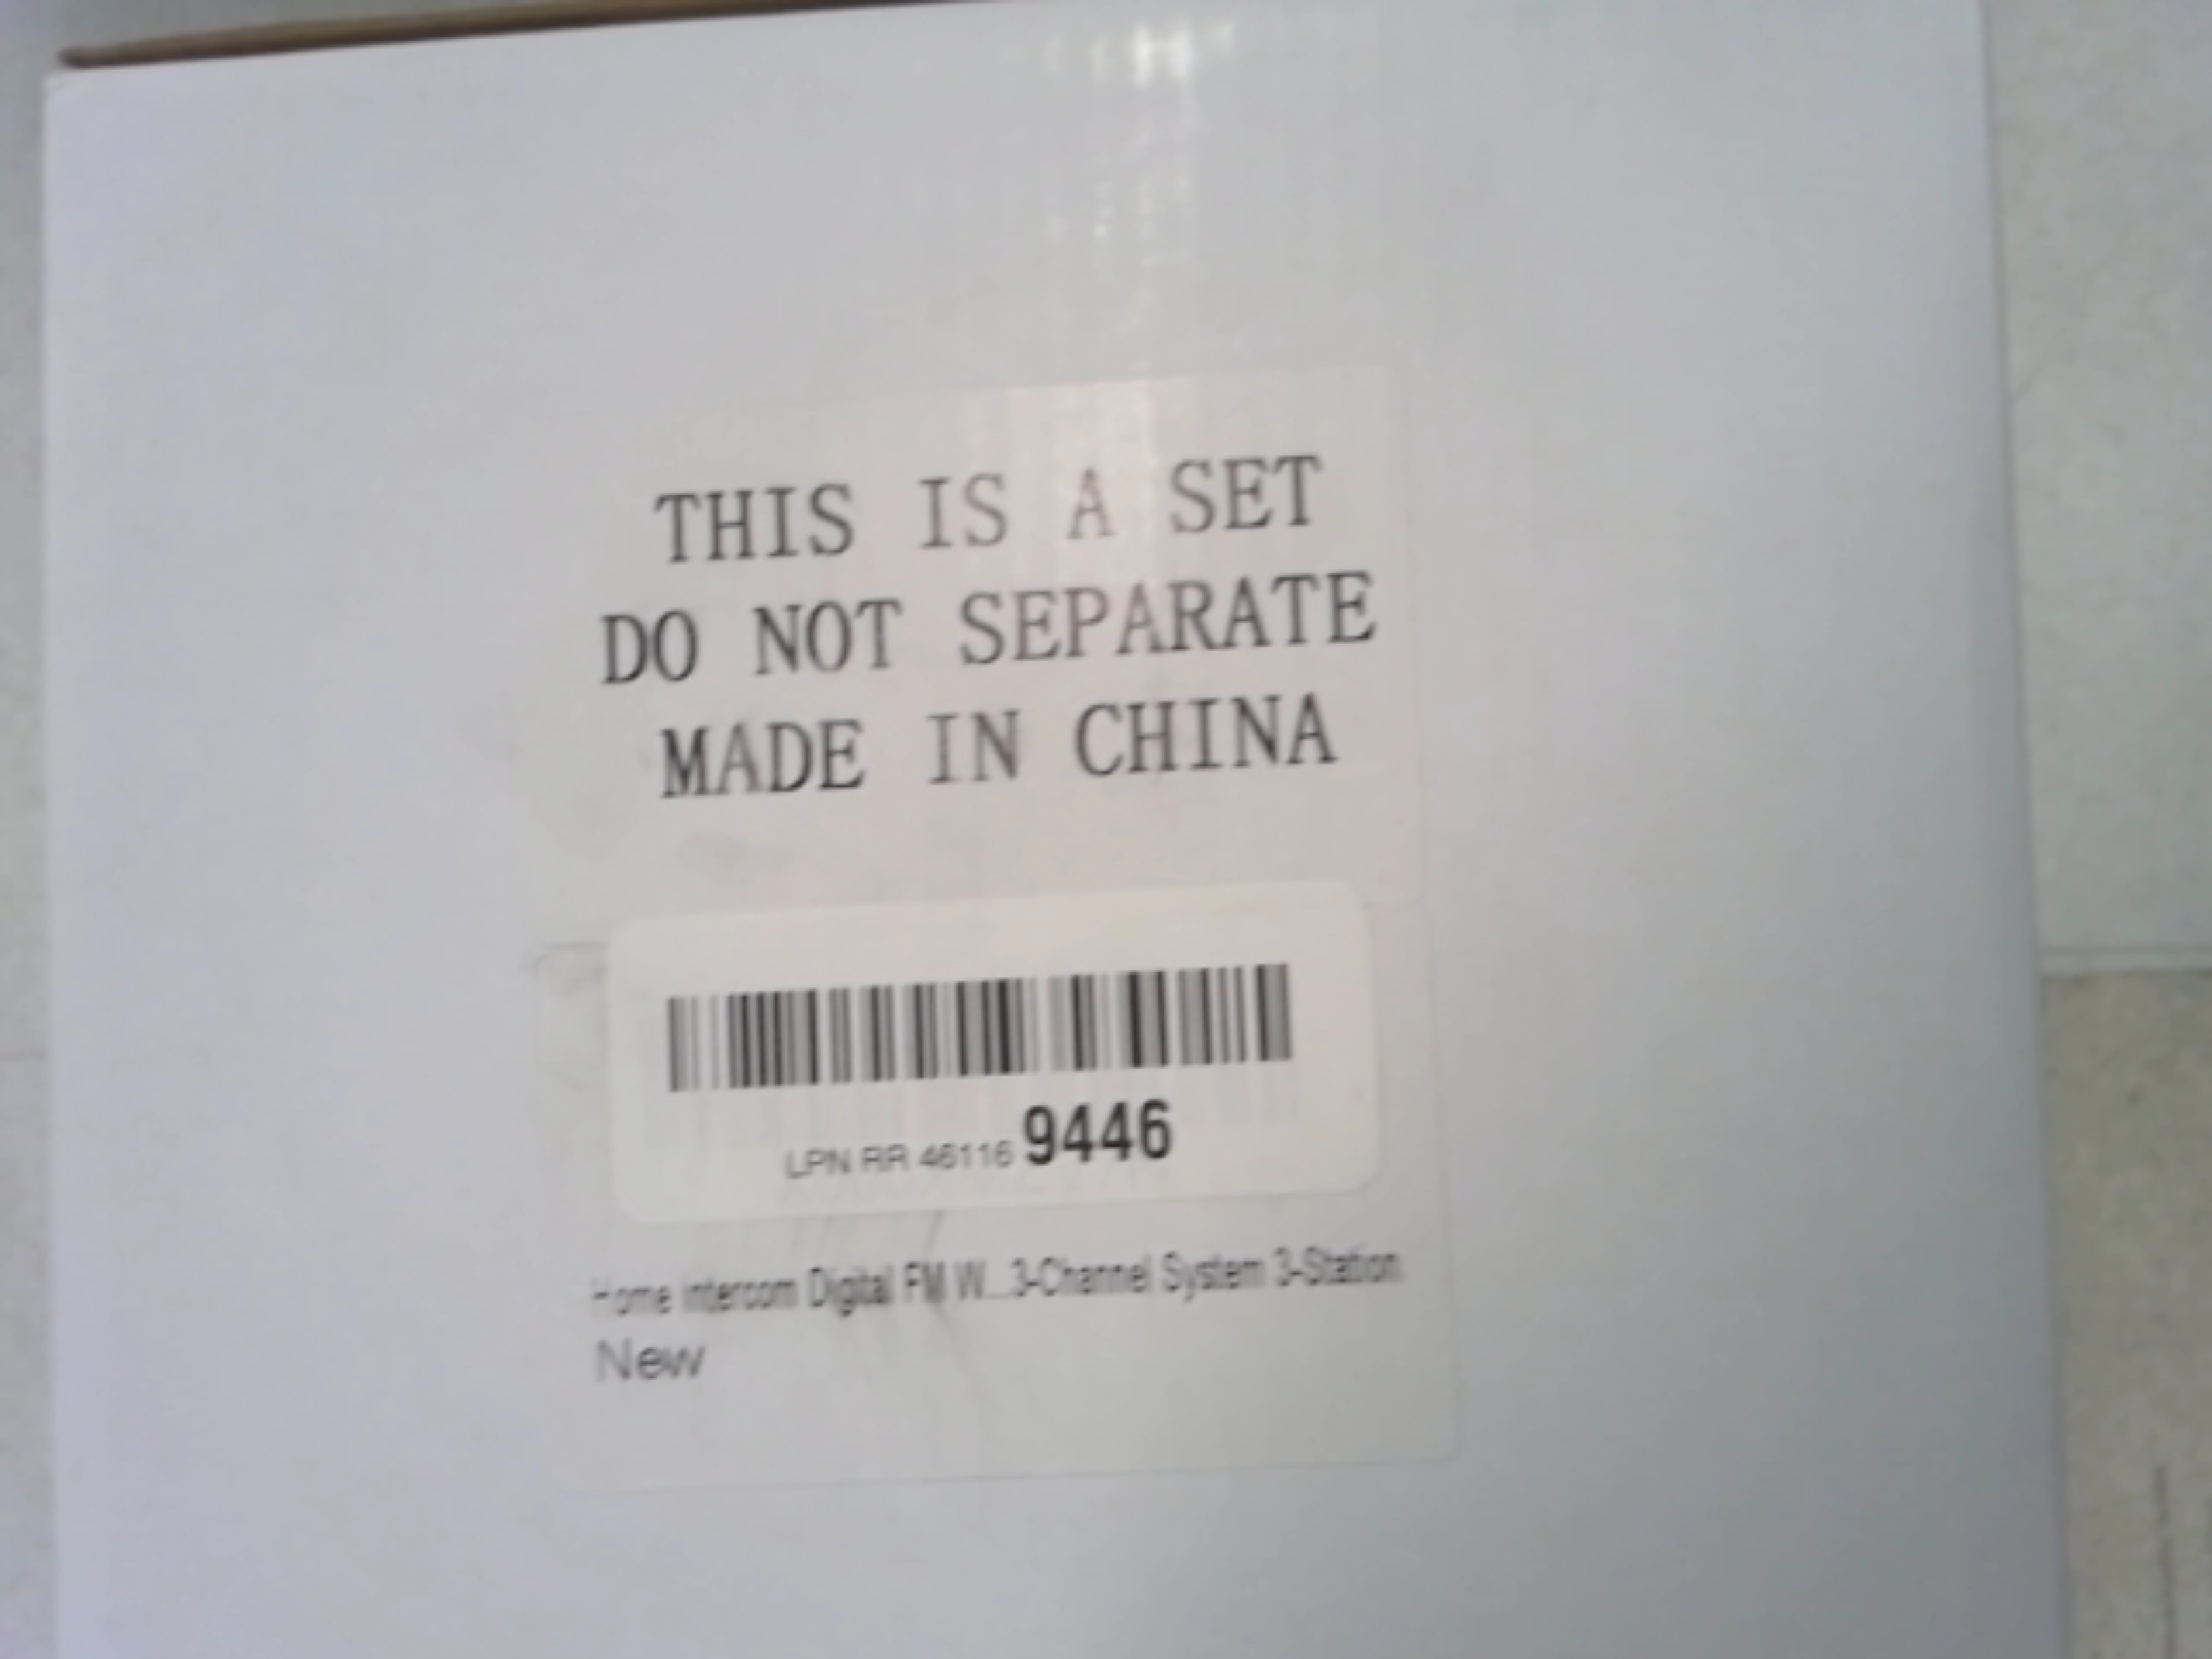 THIS IS A SET
DO NOT SEPARATE
MADE IN CHINA
LPN RR 46116 9446
Home intercom Digital FM W...3-Channel System 3-Station
New